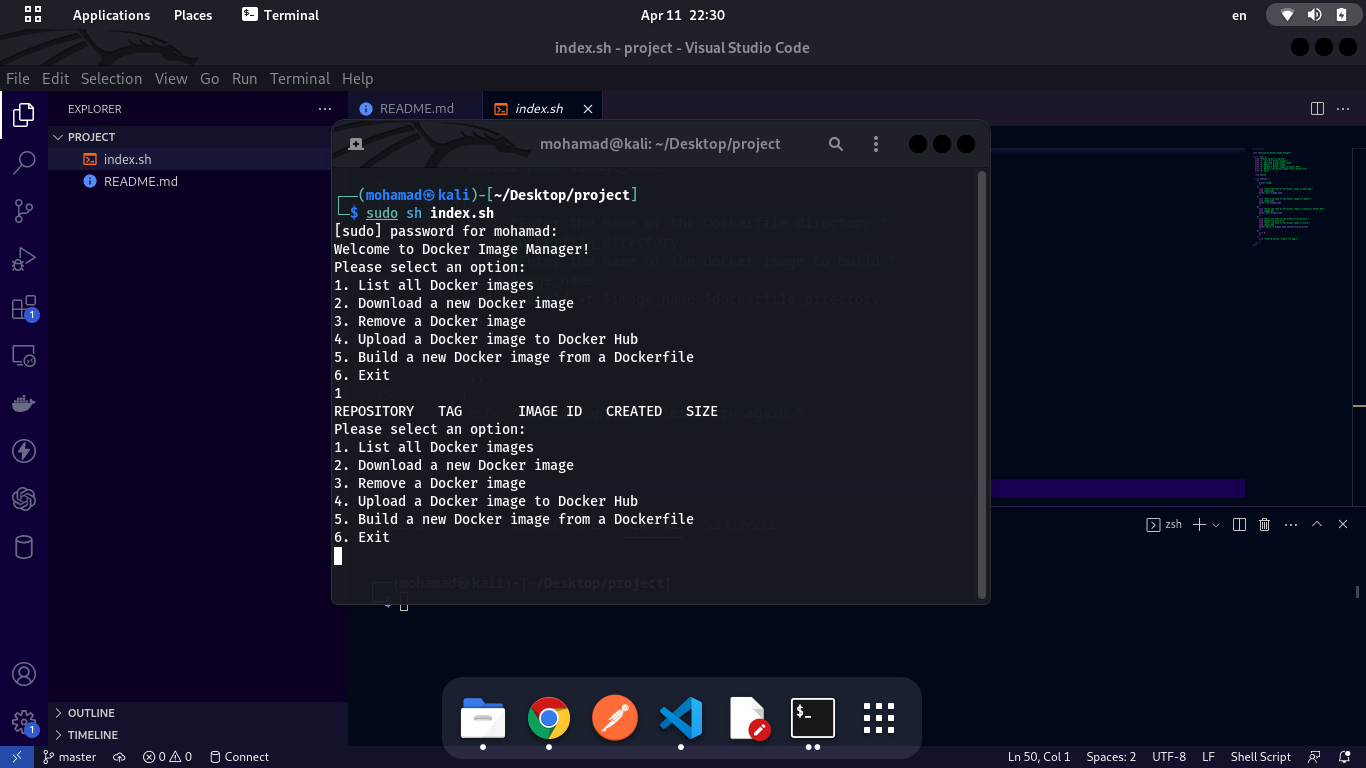 Applications Places Terminal Apr 11 22:30 en
index.sh - project - Visual Studio Code
File Edit Selection View Go Run Terminal Help
EXPLORER
README.md
index.sh
PROJECT
index.sh
README.md
mohamad@kali: ~/Desktop/project
(mohamad㉿kali)-[~/Desktop/project]
$ sudo sh index.sh
[sudo] password for mohamad:
Welcome to Docker Image Manager!
Please select an option:
1. List all Docker images
2. Download a new Docker image
3. Remove a Docker image
4. Upload a Docker image to Docker Hub
5. Build a new Docker image from a Dockerfile
6. Exit
1
REPOSITORY TAG IMAGE ID CREATED SIZE
Please select an option:
1. List all Docker images
2. Download a new Docker image
3. Remove a Docker image
4. Upload a Docker image to Docker Hub
5. Build a new Docker image from a Dockerfile
6. Exit
zsh
(mohamad㉿kali)-[~/Desktop/project]
$
1
1
OUTLINE
TIMELINE
master 0 0 Connect Ln 50, Col 1 Spaces: 2 UTF-8 LF Shell Script